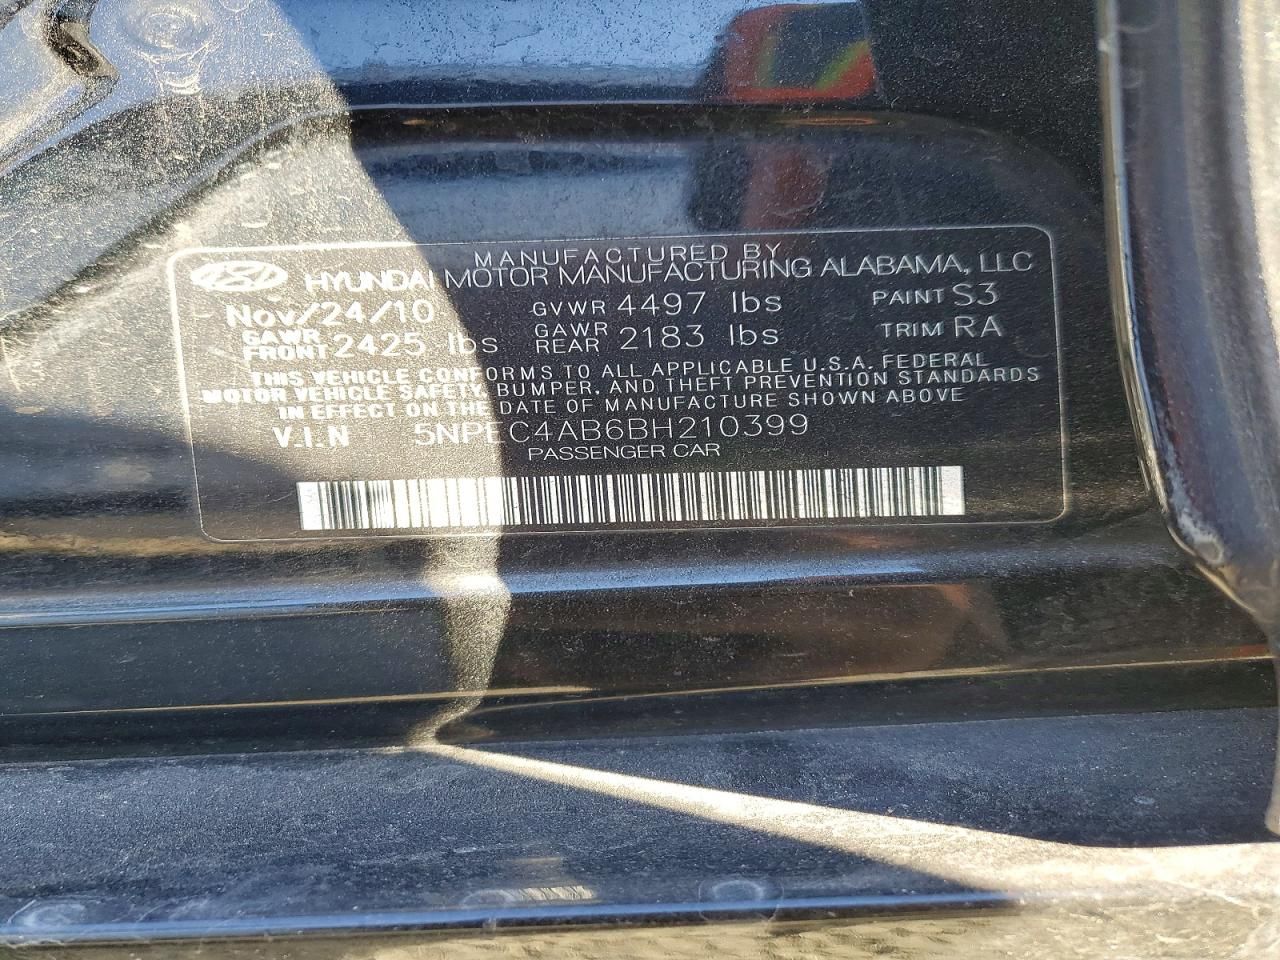 MANUFACTURED BY
HYUNDAI MOTOR MANUFACTURING ALABAMA, LLC
Nov/24/10 GVWR 4497 lbs PAINT S3
GAWR FRONT 2425 lbs GAWR REAR 2183 lbs TRIM RA
THIS VEHICLE CONFORMS TO ALL APPLICABLE U.S.A. FEDERAL
MOTOR VEHICLE SAFETY, BUMPER, AND THEFT PREVENTION STANDARDS
IN EFFECT ON THE DATE OF MANUFACTURE SHOWN ABOVE
V.I.N 5NPEC4AB6BH210399
PASSENGER CAR